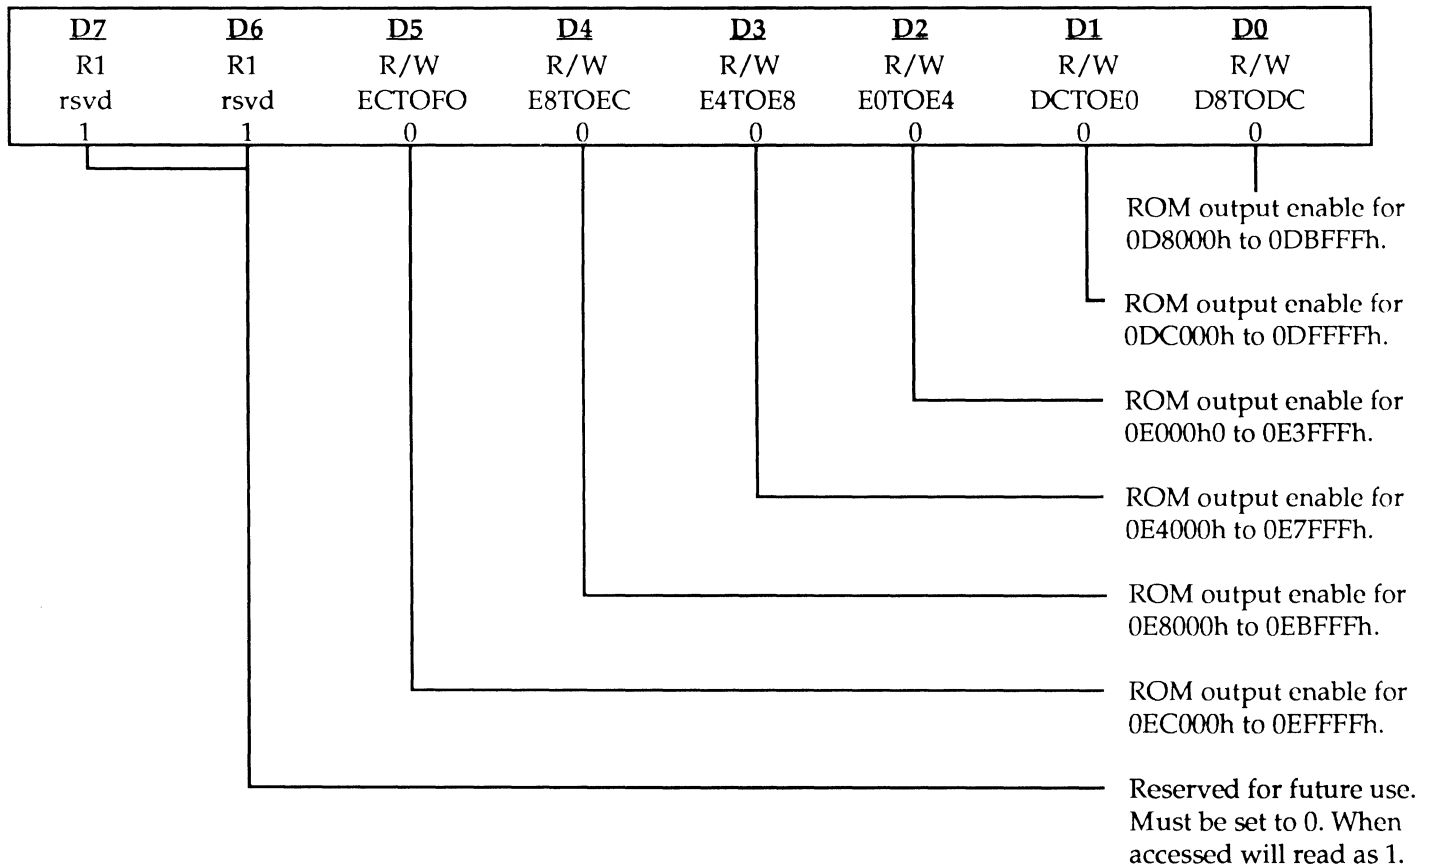 D7 D6 D5 D4 D3 D2 D1 D0
R1 R1 R/W R/W R/W R/W R/W R/W
rsvd rsvd ECTOFO E8TOEC E4TOE8 E0TOE4 DCTOE0 D8TODC
1 1 0 0 0 0 0 0
ROM output enable for
0D8000h to 0DBFFFh.
ROM output enable for
0DC000h to 0DFFFFh.
ROM output enable for
0E000h0 to 0E3FFFh.
ROM output enable for
0E4000h to 0E7FFFh.
ROM output enable for
0E8000h to 0EBFFFh.
ROM output enable for
0EC000h to 0EFFFFh.
Reserved for future use.
Must be set to 0. When
accessed will read as 1.